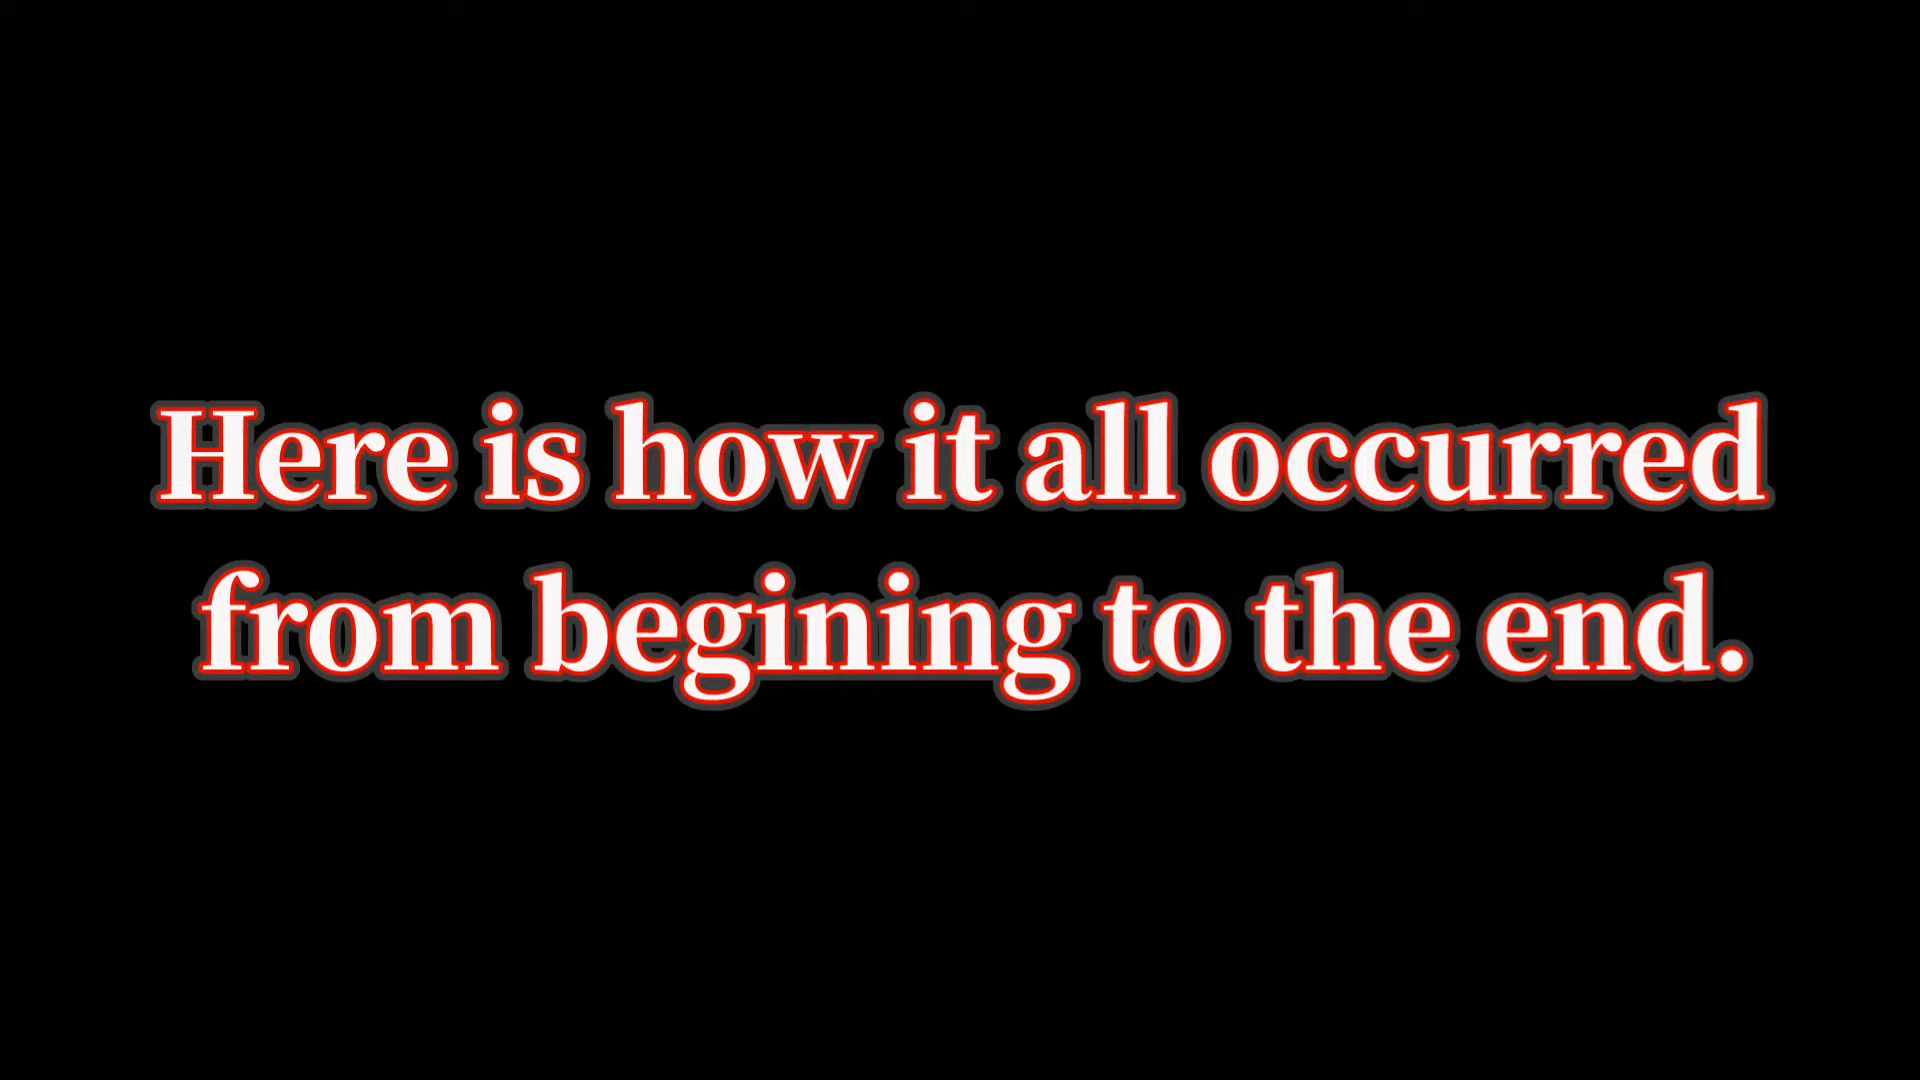 Here is how it all occurred
from begining to the end.